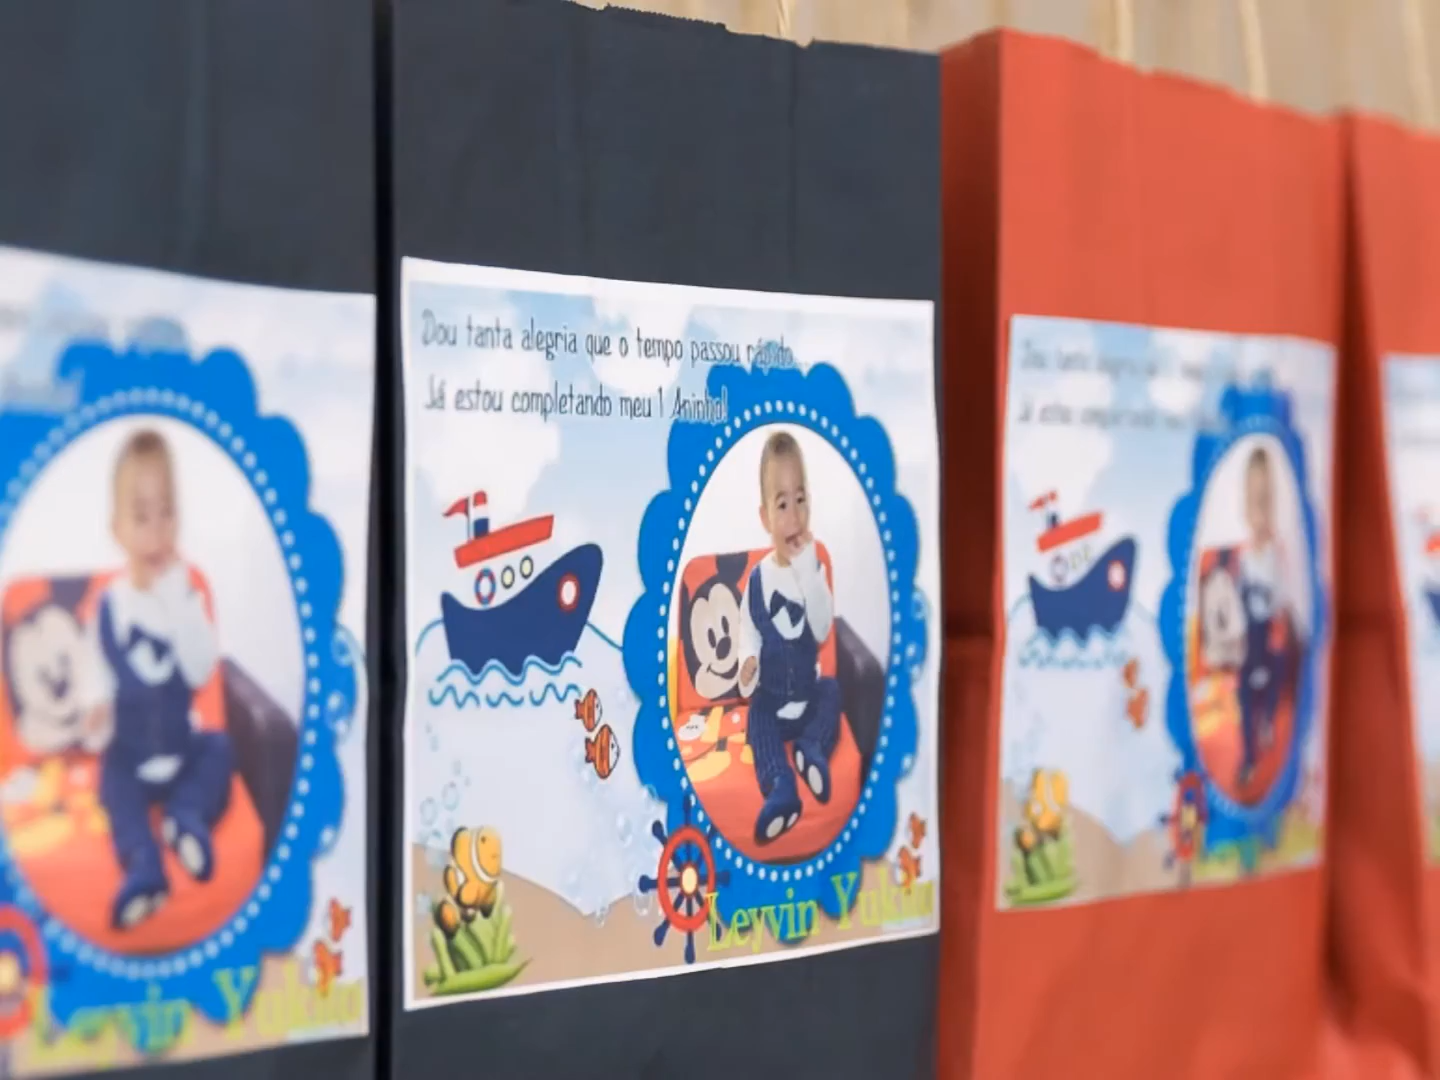 Dou tanta alegria que o tempo passou rápido...
Já estou completando meu 1 Aninho!
Leyvin Yukio